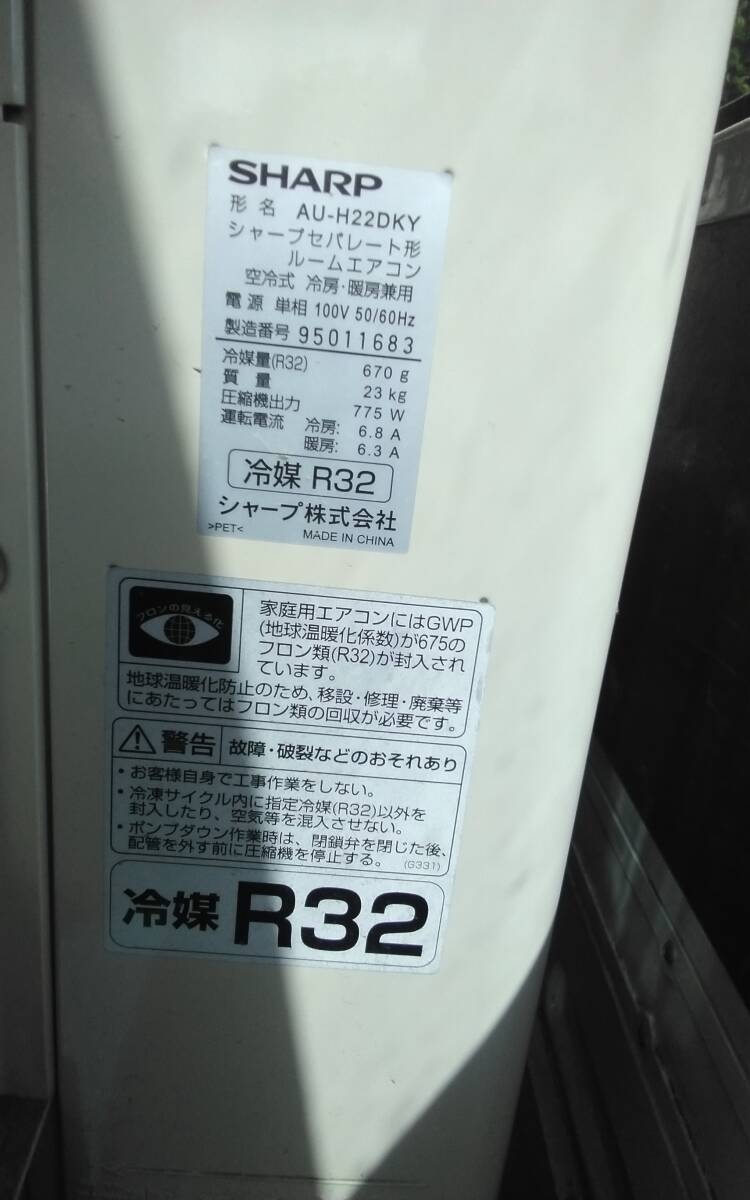 SHARP
形名 AU-H22DKY
シャープセパレート形
ルームエアコン
空冷式 冷房・暖房兼用
電源 単相 100V 50/60Hz
製造番号 95011683
冷媒量(R32) 670 g
質量 23 kg
圧縮機出力 775 W
運転電流 冷房: 6.8 A
暖房: 6.3 A
冷媒 R32
シャープ株式会社
>PET< MADE IN CHINA
フロンの見える化
家庭用エアコンにはGWP
(地球温暖化係数)が675の
フロン類(R32)が封入され
ています。
地球温暖化防止のため、移設・修理・廃棄等
にあたってはフロン類の回収が必要です。
警告 故障・破裂などのおそれあり
・お客様自身で工事作業をしない。
・冷凍サイクル内に指定冷媒(R32)以外を
封入したり、空気等を混入させない。
・ポンプダウン作業時は、閉鎖弁を閉じた後、
配管を外す前に圧縮機を停止する。 (G331)
冷媒 R32